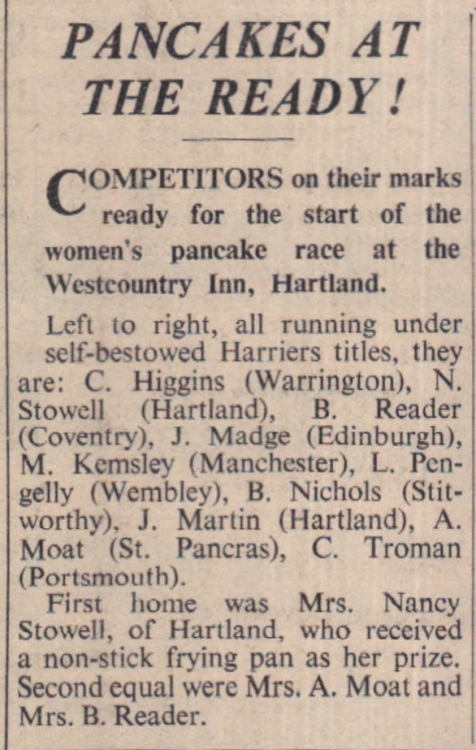 PANCAKES AT
THE READY!
COMPETITORS on their marks
ready for the start of the
women's pancake race at the
Westcountry Inn, Hartland.
Left to right, all running under
self-bestowed Harriers titles, they
are: C. Higgins (Warrington), N.
Stowell (Hartland), B. Reader
(Coventry), J. Madge (Edinburgh),
M. Kemsley (Manchester), L. Pen-
gelly (Wembley), B. Nichols (Stit-
worthy), J. Martin (Hartland), A.
Moat (St. Pancras), C. Troman
(Portsmouth).
First home was Mrs. Nancy
Stowell, of Hartland, who received
a non-stick frying pan as her prize.
Second equal were Mrs. A. Moat and
Mrs. B. Reader.